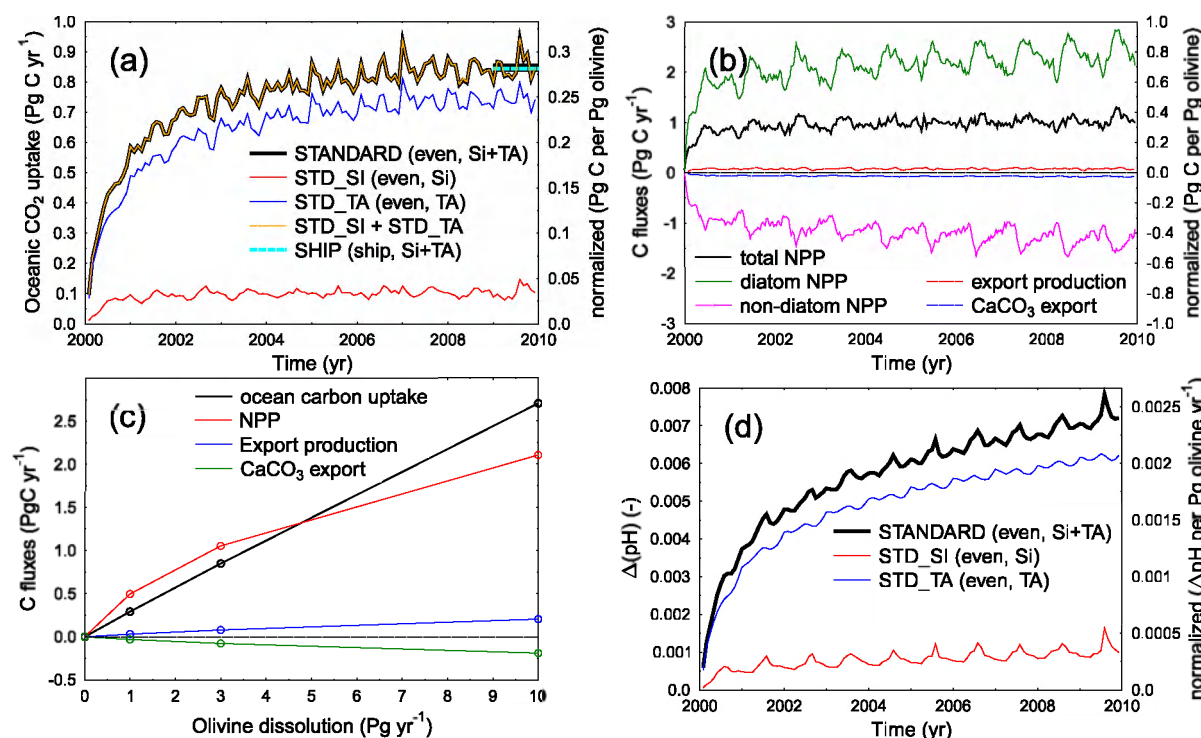 (a)
Oceanic CO₂ uptake (Pg C yr⁻¹)
1.0
0.9
0.8
0.7
0.6
0.5
0.4
0.3
0.2
0.1
0.0
STANDARD (even, Si+TA)
STD_SI (even, Si)
STD_TA (even, TA)
STD_SI + STD_TA
SHIP (ship, Si+TA)
0.3
0.25
0.2
0.15
0.1
0.05
0.0
normalized (Pg C per Pg olivine)
2000 2002 2004 2006 2008 2010
Time (yr)
(b)
C fluxes (Pg C yr⁻¹)
3
2
1
0
-1
-2
-3
total NPP
diatom NPP
non-diatom NPP
export production
CaCO₃ export
1.0
0.8
0.6
0.4
0.2
0.0
-0.2
-0.4
-0.6
-0.8
-1.0
normalized (Pg C per Pg olivine)
2000 2002 2004 2006 2008 2010
Time (yr)
(c)
C fluxes (PgC yr⁻¹)
2.5
2.0
1.5
1.0
0.5
0.0
-0.5
ocean carbon uptake
NPP
Export production
CaCO₃ export
0 1 2 3 4 5 6 7 8 9 10
Olivine dissolution (Pg yr⁻¹)
(d)
Δ(pH) (-)
0.008
0.007
0.006
0.005
0.004
0.003
0.002
0.001
0.0
STANDARD (even, Si+TA)
STD_SI (even, Si)
STD_TA (even, TA)
0.0025
0.002
0.0015
0.001
0.0005
0.0
normalized (ΔpH per Pg olivine yr⁻¹)
2000 2002 2004 2006 2008 2010
Time (yr)